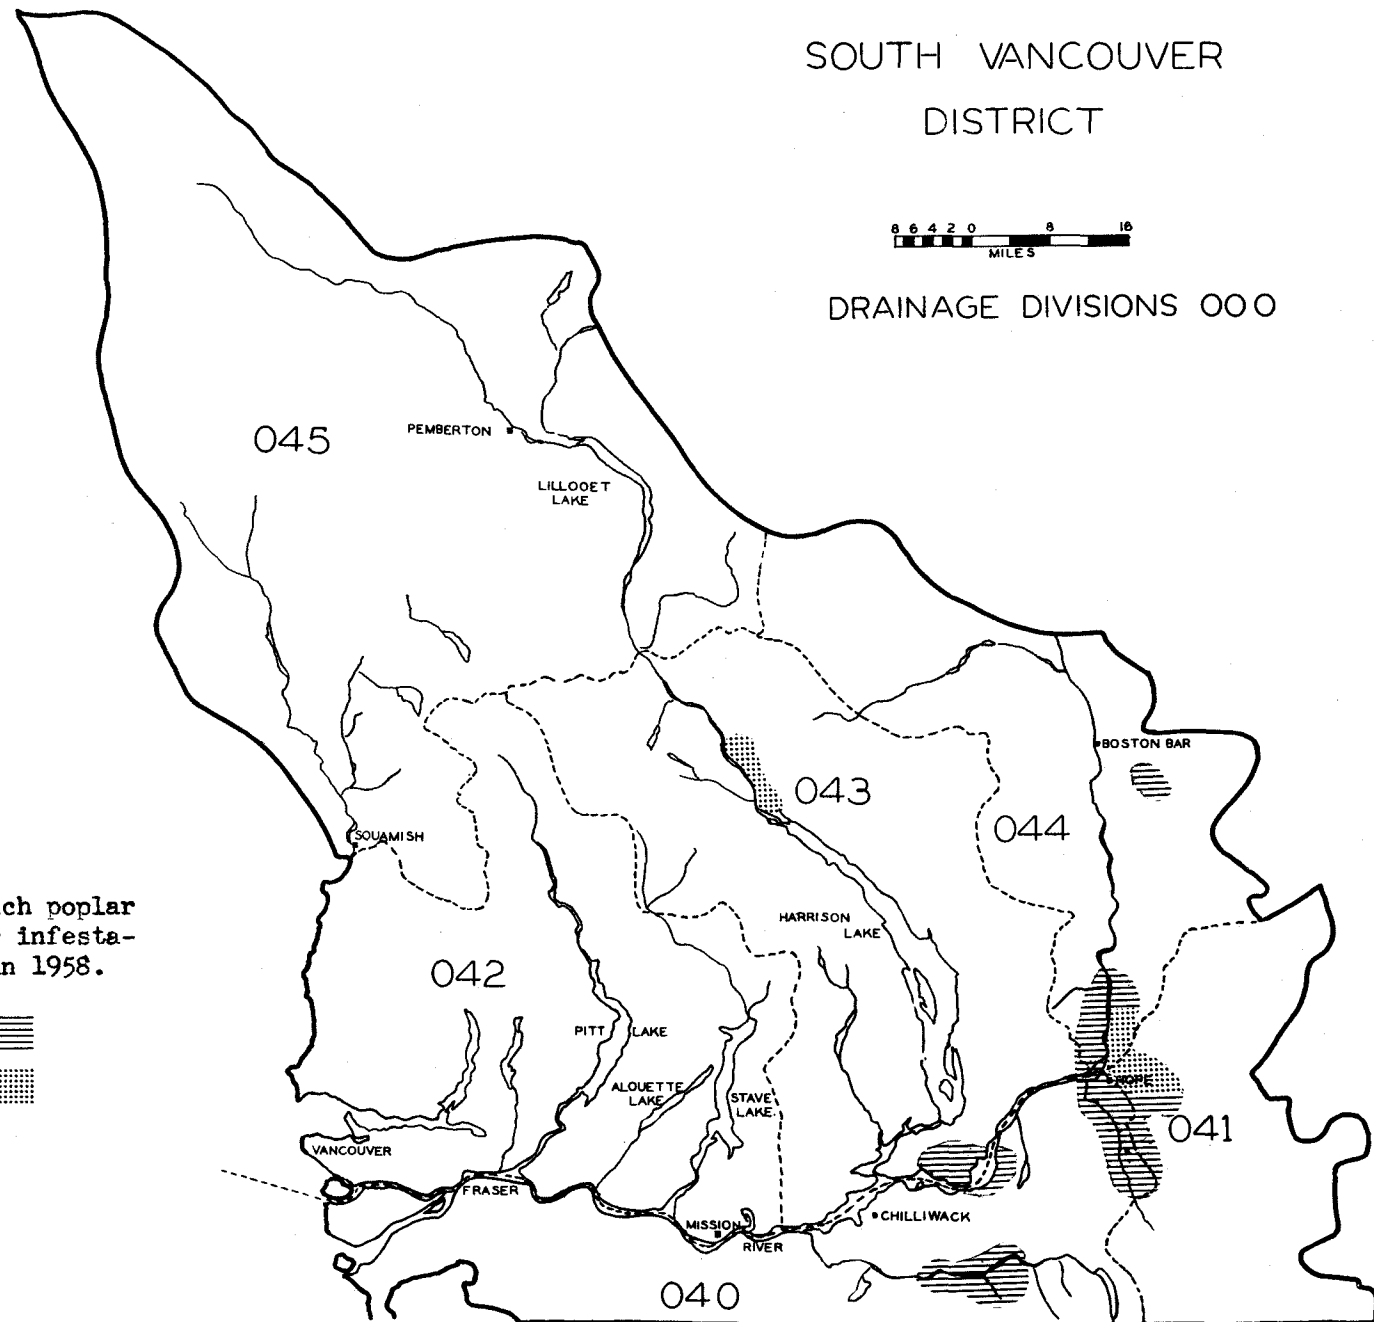 SOUTH VANCOUVER
DISTRICT
8 6 4 2 0 8 16
MILES
DRAINAGE DIVISIONS 000
045
PEMBERTON
LILLOOET
LAKE
BOSTON BAR
043
044
SQUAMISH
poplar
infesta-
1958.
HARRISON
LAKE
042
PITT LAKE
ALOUETTE
LAKE
STAVE
LAKE
HOPE
041
VANCOUVER
FRASER
CHILLIWACK
MISSION
RIVER
040